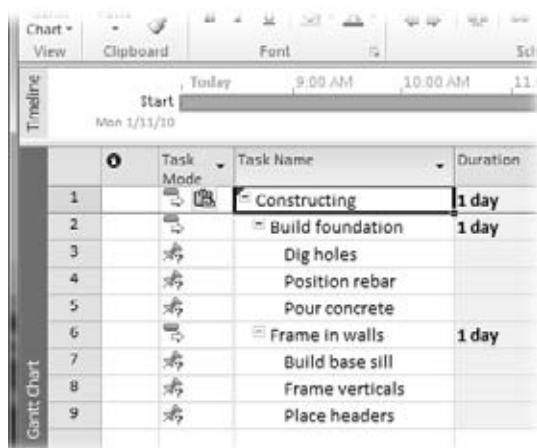 Chart
View Clipboard Font Sch
Timeline
Today 9:00 AM 10:00 AM 11:
Start
Mon 1/11/10
Gantt Chart
Task Mode Task Name Duration
1 Constructing 1 day
2 Build foundation 1 day
3 Dig holes
4 Position rebar
5 Pour concrete
6 Frame in walls 1 day
7 Build base sill
8 Frame verticals
9 Place headers